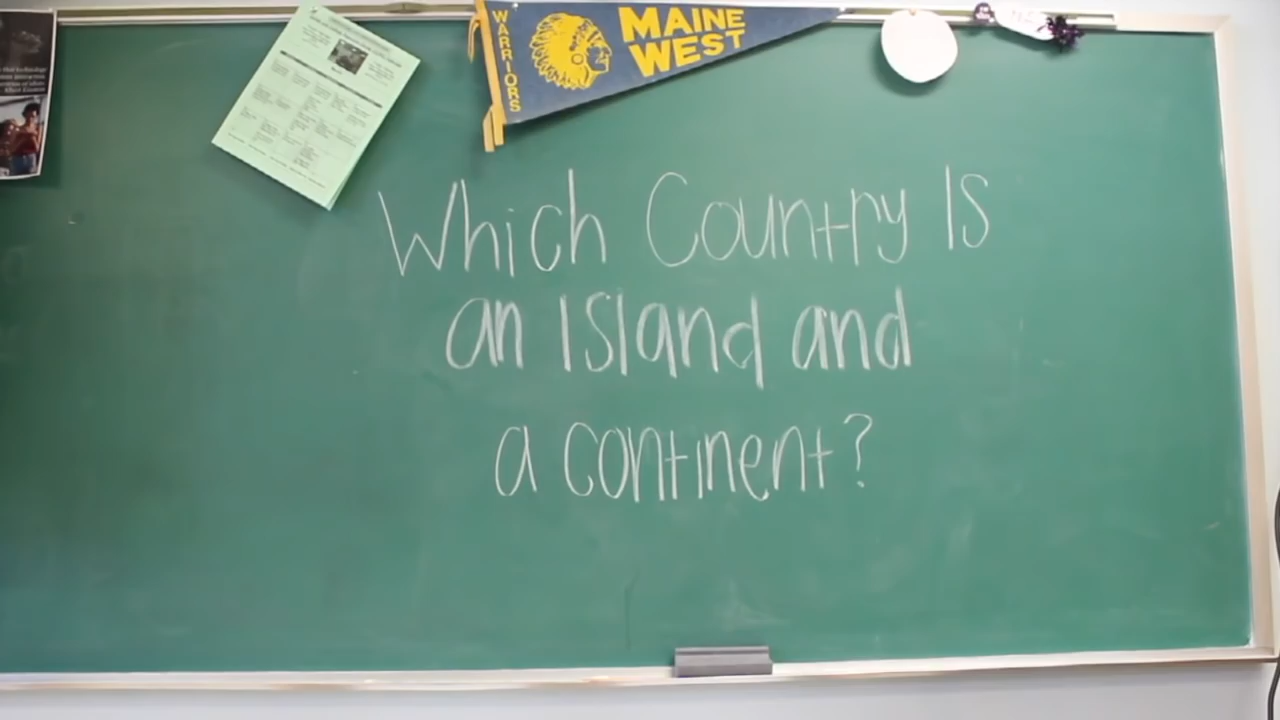 WARRIORS
MAINE
WEST
Which Country Is
an Island and
a continent?